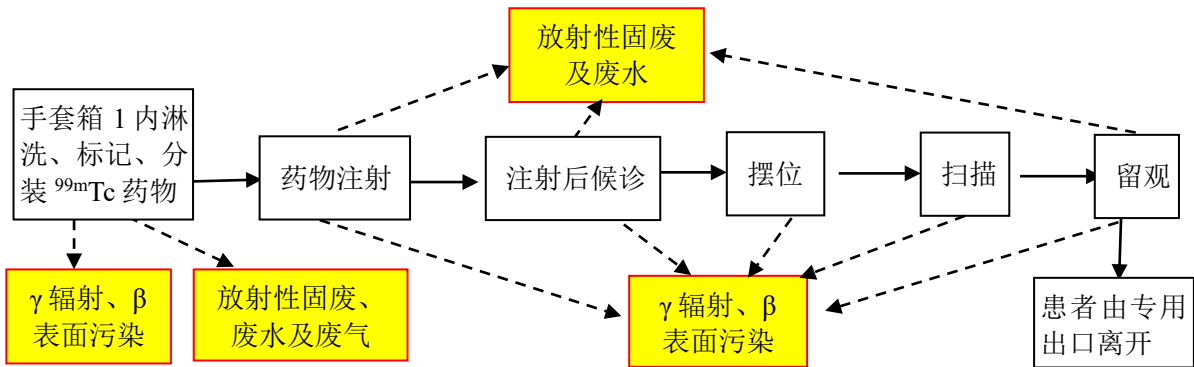 放射性固废
及废水
手套箱 1 内淋
洗、标记、分
装 ⁹⁹ᵐTc 药物
药物注射
注射后候诊
摆位
扫描
留观
γ 辐射、β
表面污染
放射性固废、
废水及废气
γ 辐射、β
表面污染
患者由专用
出口离开